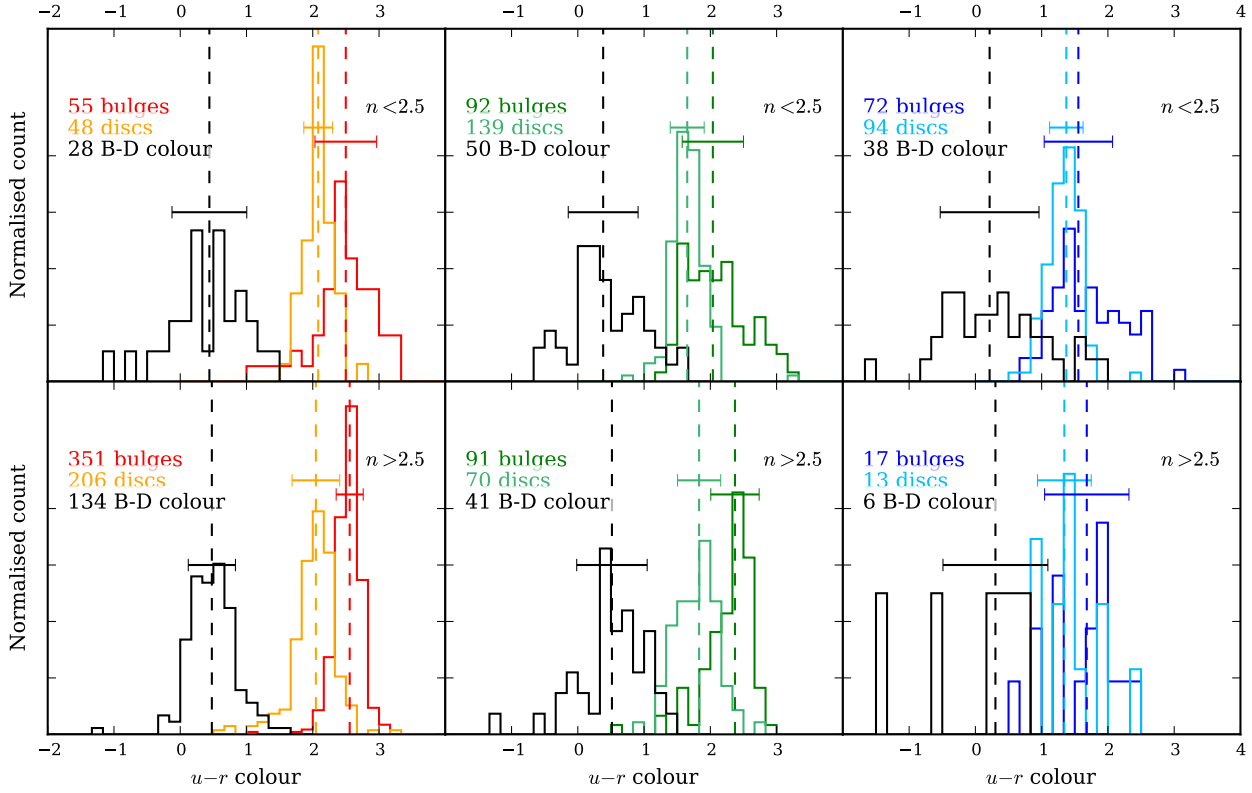 −2 −1 0 1 2 3 −1 0 1 2 3 −1 0 1 2 3 4
Normalised count
55 bulges
48 discs
28 B-D colour
n<2.5
92 bulges
139 discs
50 B-D colour
n<2.5
72 bulges
94 discs
38 B-D colour
n<2.5
Normalised count
351 bulges
206 discs
134 B-D colour
n>2.5
91 bulges
70 discs
41 B-D colour
n>2.5
17 bulges
13 discs
6 B-D colour
n>2.5
−2 −1 0 1 2 3 −1 0 1 2 3 −1 0 1 2 3 4
u−r colour
u−r colour
u−r colour